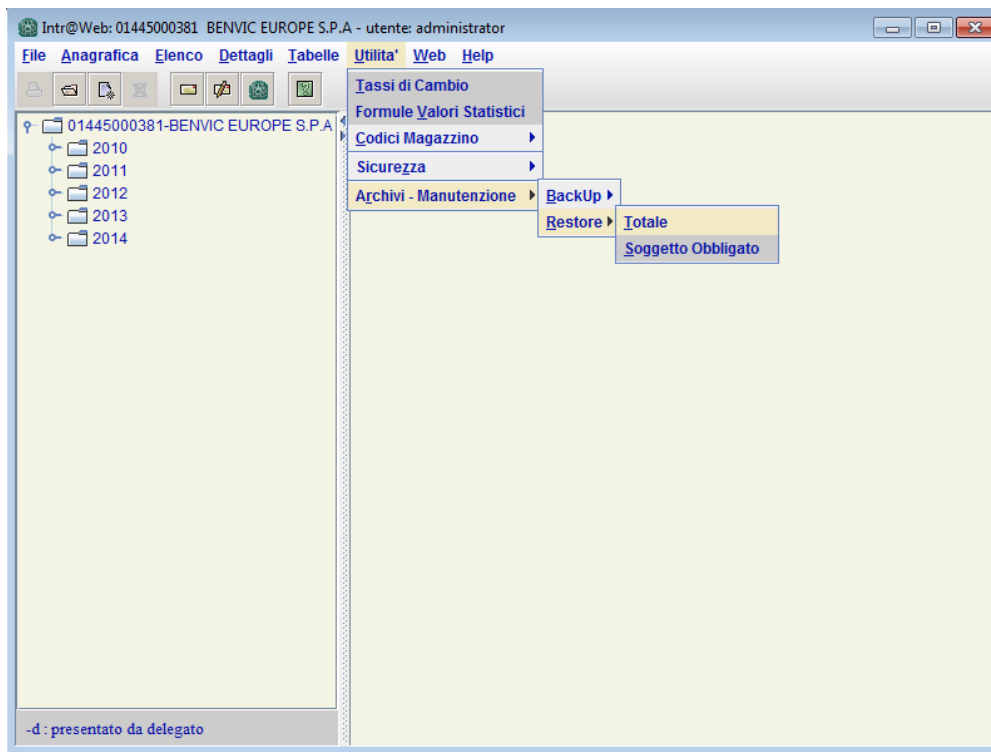 Intr@Web: 01445000381 BENVIC EUROPE S.P.A - utente: administrator
File Anagrafica Elenco Dettagli Tabelle Utilita' Web Help
Tassi di Cambio
Formule Valori Statistici
Codici Magazzino
Sicurezza
Archivi - Manutenzione
BackUp
Restore
Totale
Soggetto Obbligato
01445000381-BENVIC EUROPE S.P.A
2010
2011
2012
2013
2014
-d : presentato da delegato